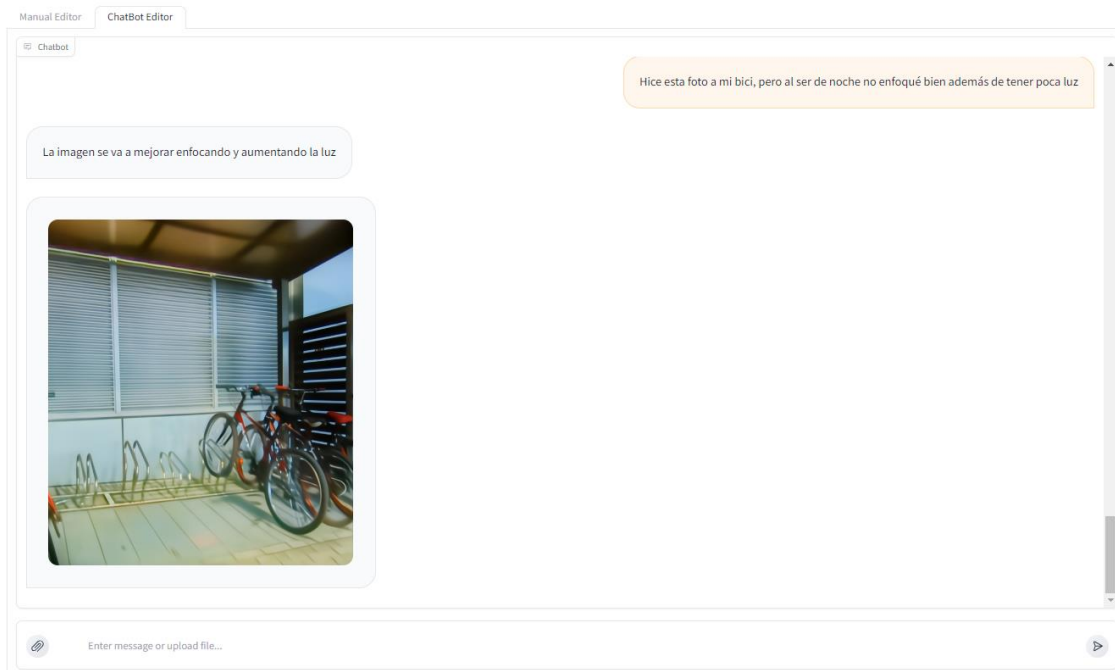 Manual Editor
ChatBot Editor
Chatbot
Hice esta foto a mi bici, pero al ser de noche no enfoqué bien además de tener poca luz
La imagen se va a mejorar enfocando y aumentando la luz
Enter message or upload file...